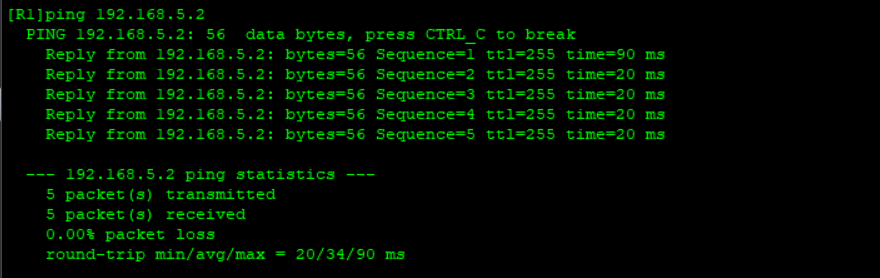 [R1]ping 192.168.5.2
PING 192.168.5.2: 56  data bytes, press CTRL_C to break
Reply from 192.168.5.2: bytes=56 Sequence=1 ttl=255 time=90 ms
Reply from 192.168.5.2: bytes=56 Sequence=2 ttl=255 time=20 ms
Reply from 192.168.5.2: bytes=56 Sequence=3 ttl=255 time=20 ms
Reply from 192.168.5.2: bytes=56 Sequence=4 ttl=255 time=20 ms
Reply from 192.168.5.2: bytes=56 Sequence=5 ttl=255 time=20 ms
--- 192.168.5.2 ping statistics ---
5 packet(s) transmitted
5 packet(s) received
0.00% packet loss
round-trip min/avg/max = 20/34/90 ms